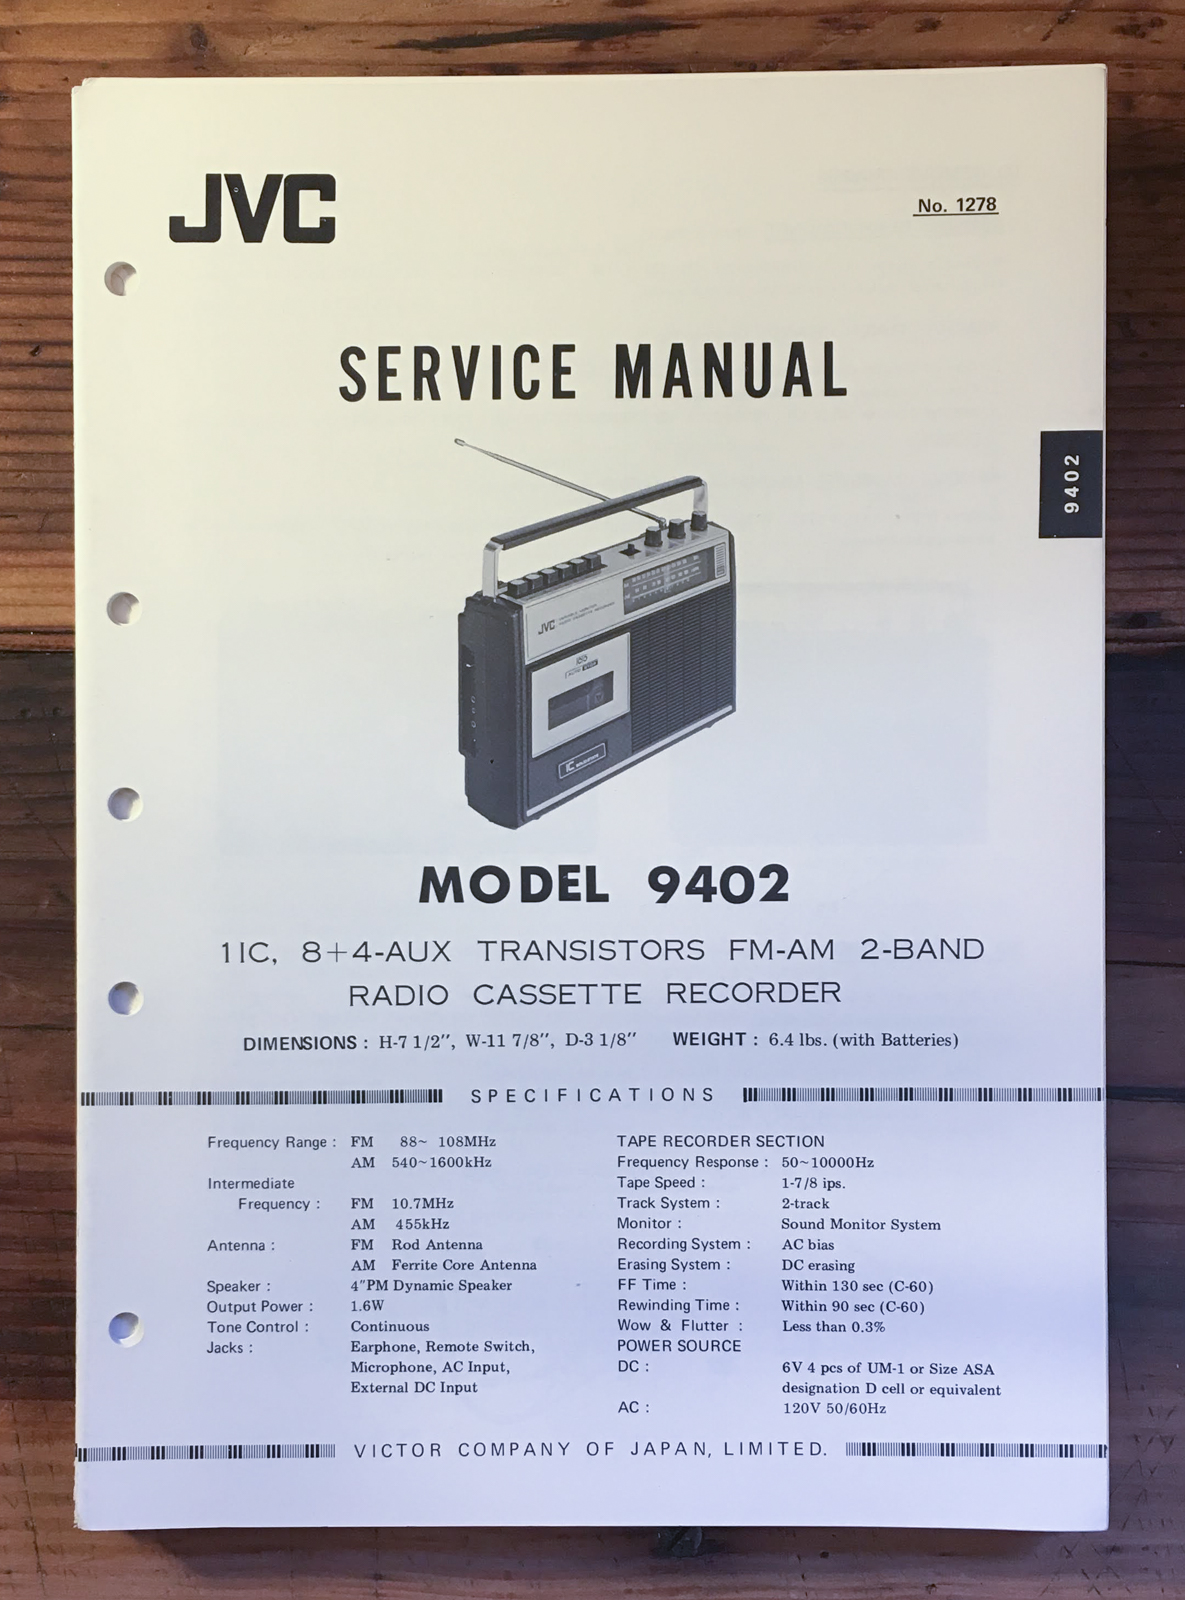 JVC
No. 1278
SERVICE MANUAL
9402
JVC
RADIO CASSETTE RECORDER
IC
MODEL 9402
1IC, 8+4-AUX TRANSISTORS FM-AM 2-BAND
RADIO CASSETTE RECORDER
DIMENSIONS : H-7 1/2", W-11 7/8", D-3 1/8" WEIGHT : 6.4 lbs. (with Batteries)
SPECIFICATIONS
Frequency Range : FM 88~ 108MHz
AM 540~1600kHz
Intermediate
Frequency : FM 10.7MHz
AM 455kHz
Antenna : FM Rod Antenna
AM Ferrite Core Antenna
Speaker : 4"PM Dynamic Speaker
Output Power : 1.6W
Tone Control : Continuous
Jacks : Earphone, Remote Switch,
Microphone, AC Input,
External DC Input
TAPE RECORDER SECTION
Frequency Response : 50~10000Hz
Tape Speed : 1-7/8 ips.
Track System : 2-track
Monitor : Sound Monitor System
Recording System : AC bias
Erasing System : DC erasing
FF Time : Within 130 sec (C-60)
Rewinding Time : Within 90 sec (C-60)
Wow & Flutter : Less than 0.3%
POWER SOURCE
DC : 6V 4 pcs of UM-1 or Size ASA
designation D cell or equivalent
AC : 120V 50/60Hz
VICTOR COMPANY OF JAPAN, LIMITED.